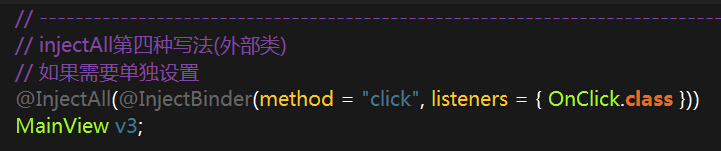 // --------------------------------------------------------------------------
// injectAll第四种写法(外部类)
// 如果需要单独设置
@InjectAll(@InjectBinder(method = "click", listeners = { OnClick.class }))
MainView v3;